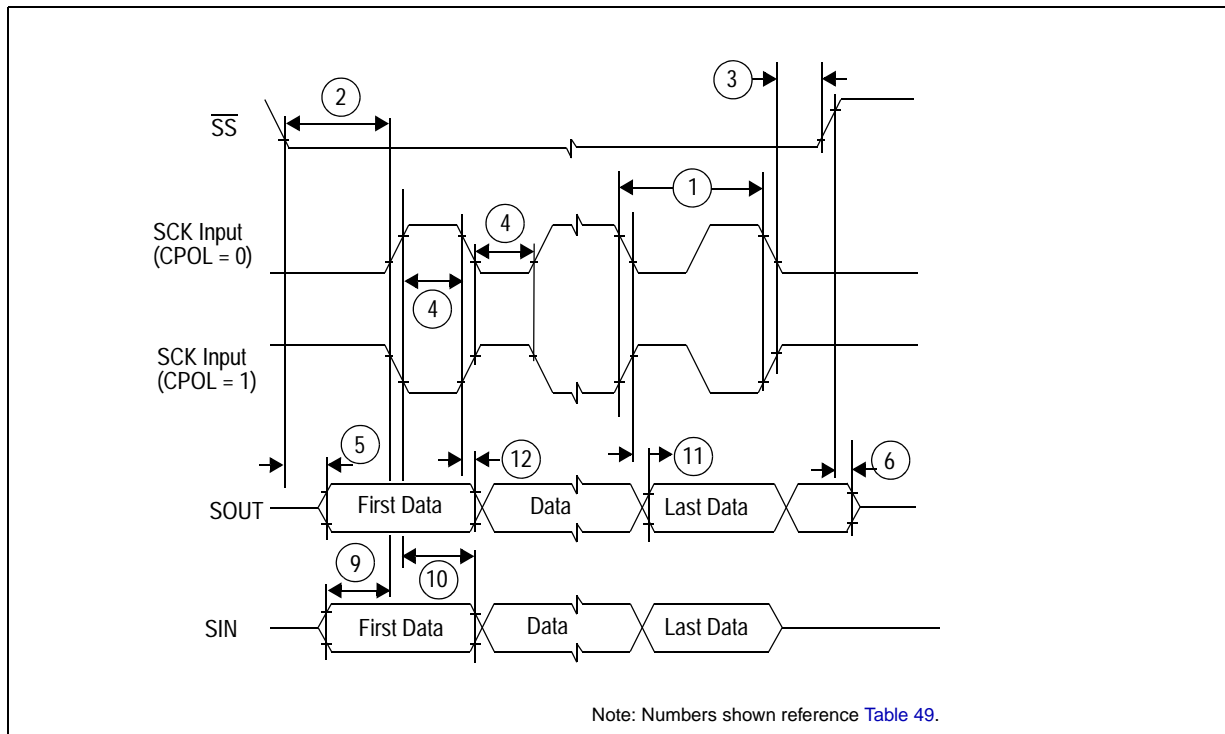 2
3
SS
1
SCK Input
(CPOL = 0)
4
4
SCK Input
(CPOL = 1)
5
12
11
6
SOUT
First Data
Data
Last Data
9
10
SIN
First Data
Data
Last Data
Note: Numbers shown reference Table 49.